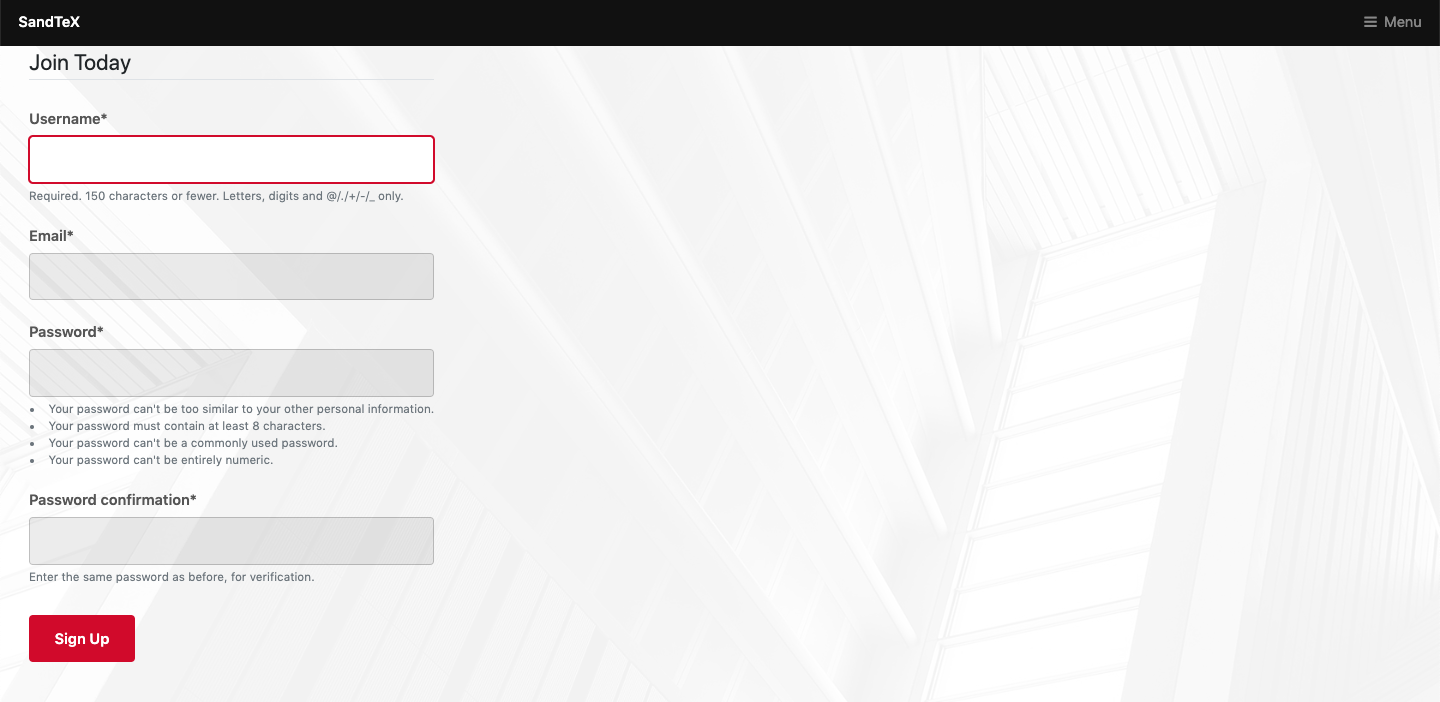 SandTeX
Menu
Join Today
Username*
Required. 150 characters or fewer. Letters, digits and @/./+/-/_ only.
Email*
Password*
Your password can't be too similar to your other personal information.
Your password must contain at least 8 characters.
Your password can't be a commonly used password.
Your password can't be entirely numeric.
Password confirmation*
Enter the same password as before, for verification.
Sign Up